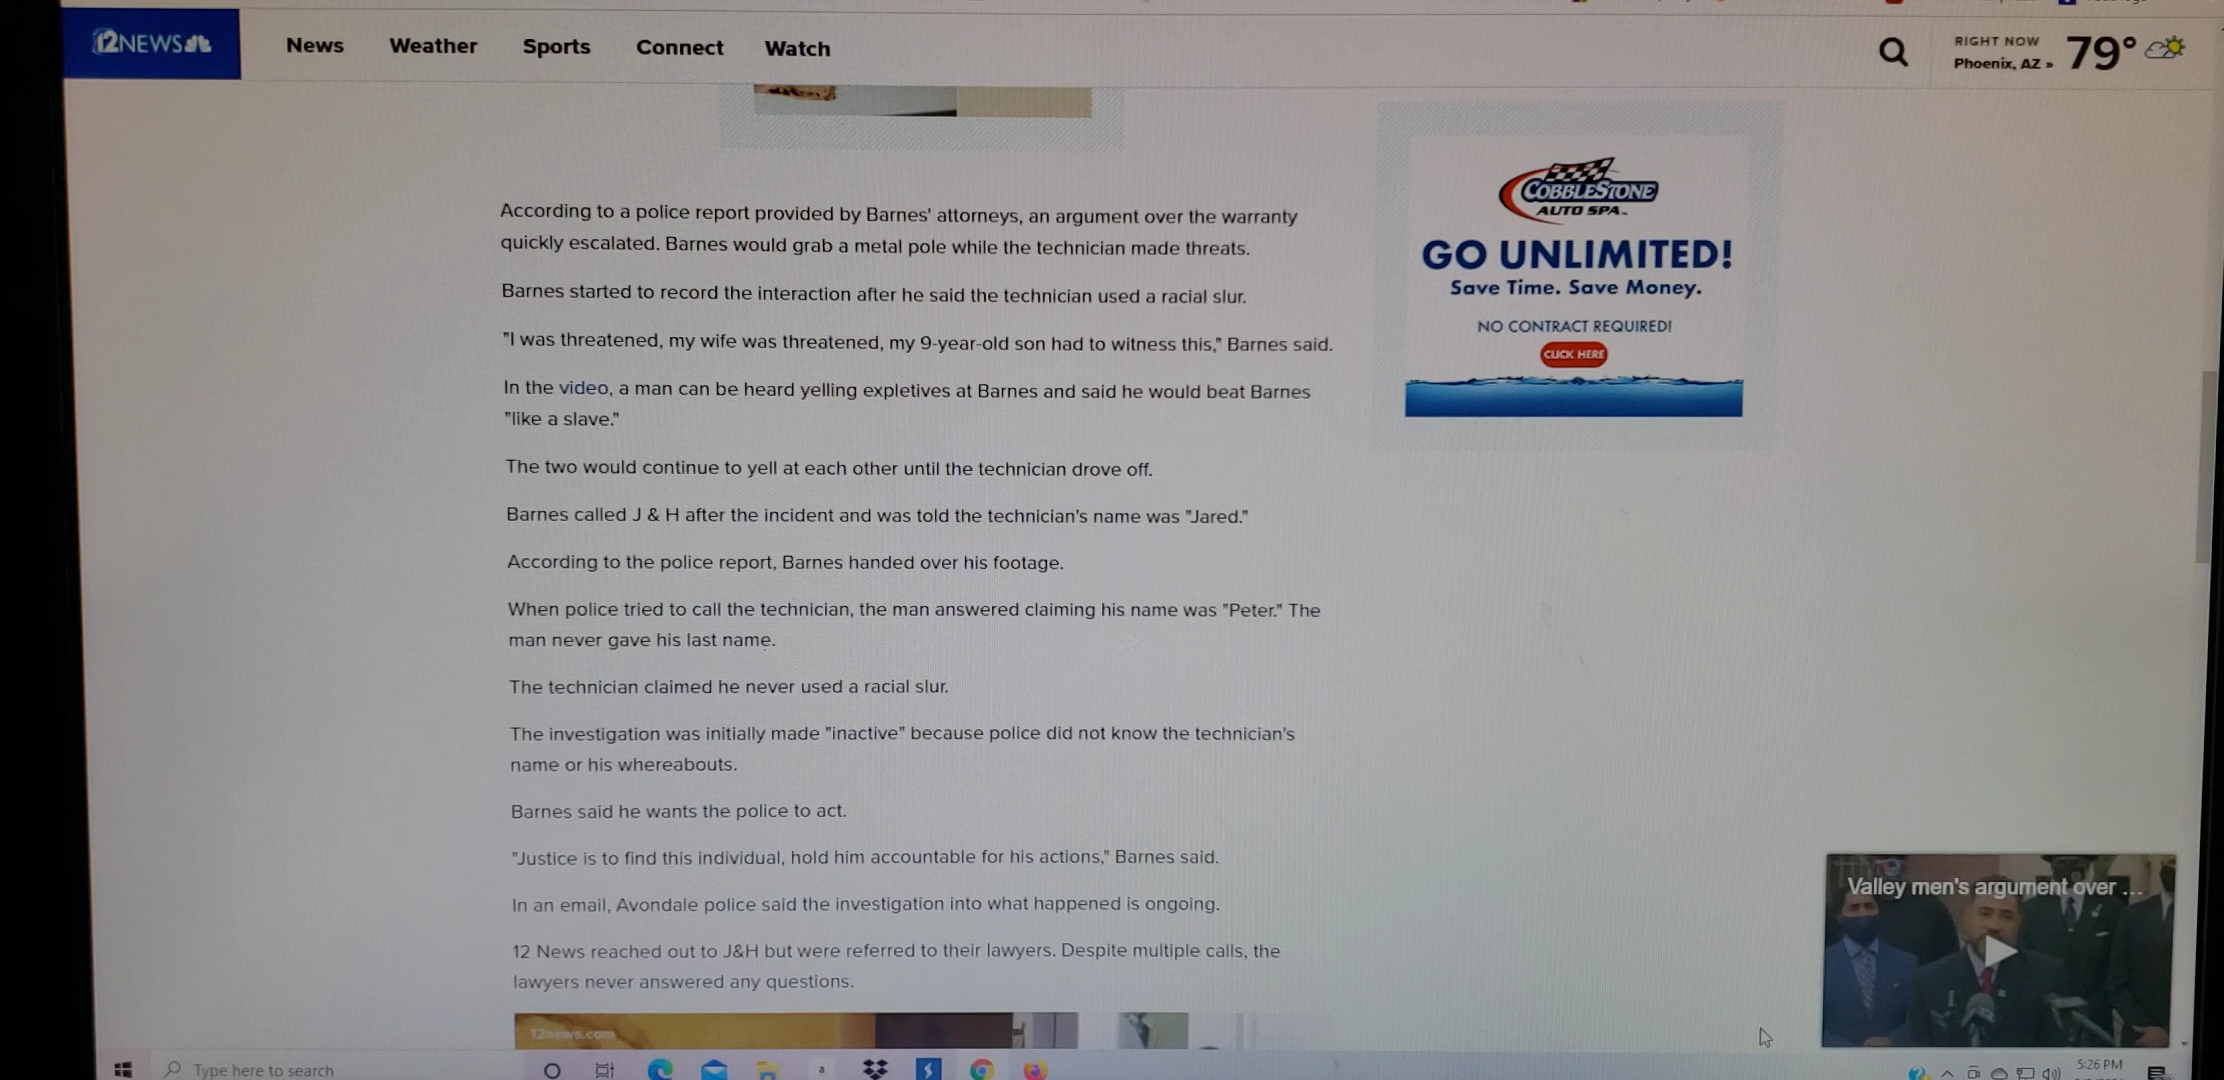 12NEWS
News
Weather
Sports
Connect
Watch
RIGHT NOW
Phoenix, AZ »
79°
According to a police report provided by Barnes' attorneys, an argument over the warranty
quickly escalated. Barnes would grab a metal pole while the technician made threats.
Barnes started to record the interaction after he said the technician used a racial slur.
"I was threatened, my wife was threatened, my 9-year-old son had to witness this," Barnes said.
In the video, a man can be heard yelling expletives at Barnes and said he would beat Barnes
"like a slave."
The two would continue to yell at each other until the technician drove off.
Barnes called J & H after the incident and was told the technician's name was "Jared."
According to the police report, Barnes handed over his footage.
When police tried to call the technician, the man answered claiming his name was "Peter." The
man never gave his last name.
The technician claimed he never used a racial slur.
The investigation was initially made "inactive" because police did not know the technician's
name or his whereabouts.
Barnes said he wants the police to act.
"Justice is to find this individual, hold him accountable for his actions," Barnes said.
In an email, Avondale police said the investigation into what happened is ongoing.
12 News reached out to J&H but were referred to their lawyers. Despite multiple calls, the
lawyers never answered any questions.
12news.com
COBBLESTONE
AUTO SPA
GO UNLIMITED!
Save Time. Save Money.
NO CONTRACT REQUIRED!
CLICK HERE
Valley men's argument over ...
Type here to search
a
5:26 PM